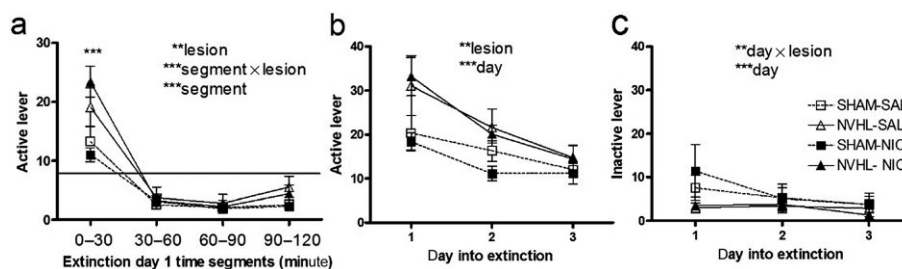 a
***
**lesion
***segment×lesion
***segment
Active lever
30
20
10
0
0–30
30–60
60–90
90–120
Extinction day 1 time segments (minute)
b
**lesion
***day
Active lever
40
30
20
10
0
1
2
3
Day into extinction
c
**day×lesion
***day
Inactive lever
40
30
20
10
0
1
2
3
Day into extinction
SHAM-SAL
NVHL-SAL
SHAM-NIC
NVHL- NIC